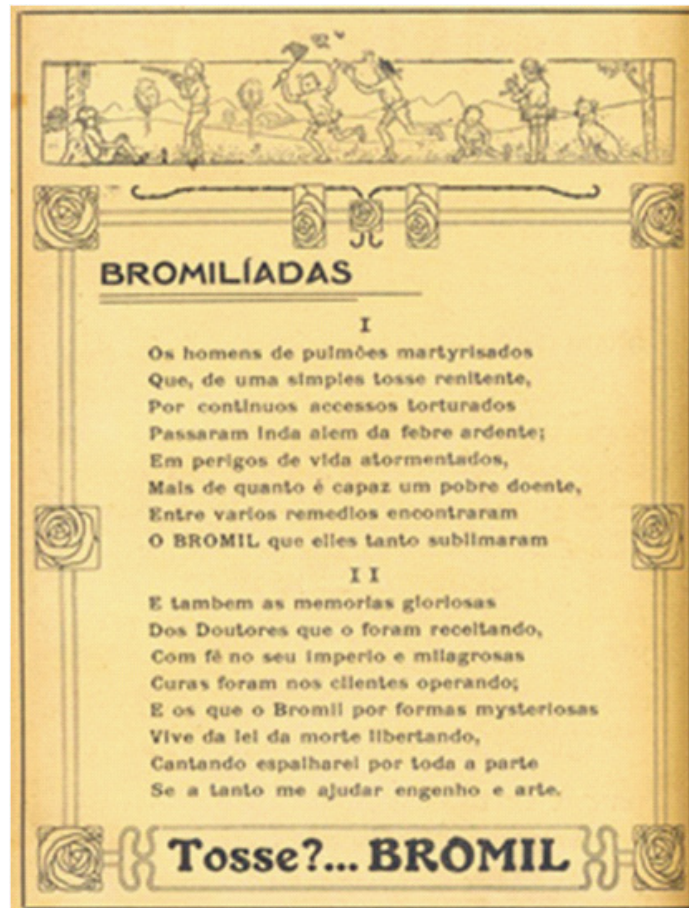 BROMILÍADAS
I
Os homens de pulmões martyrisados
Que, de uma simples tosse renitente,
Por continuos accessos torturados
Passaram inda alem da febre ardente;
Em perigos de vida atormentados,
Mais de quanto é capaz um pobre doente,
Entre varios remedios encontraram
O BROMIL que elles tanto sublimaram
II
E tambem as memorias gloriosas
Dos Doutores que o foram receitando,
Com fé no seu imperio e milagrosas
Curas foram nos clientes operando;
E os que o Bromil por formas mysteriosas
Vive da lei da morte libertando,
Cantando espalharei por toda a parte
Se a tanto me ajudar engenho e arte.
Tosse?... BROMIL